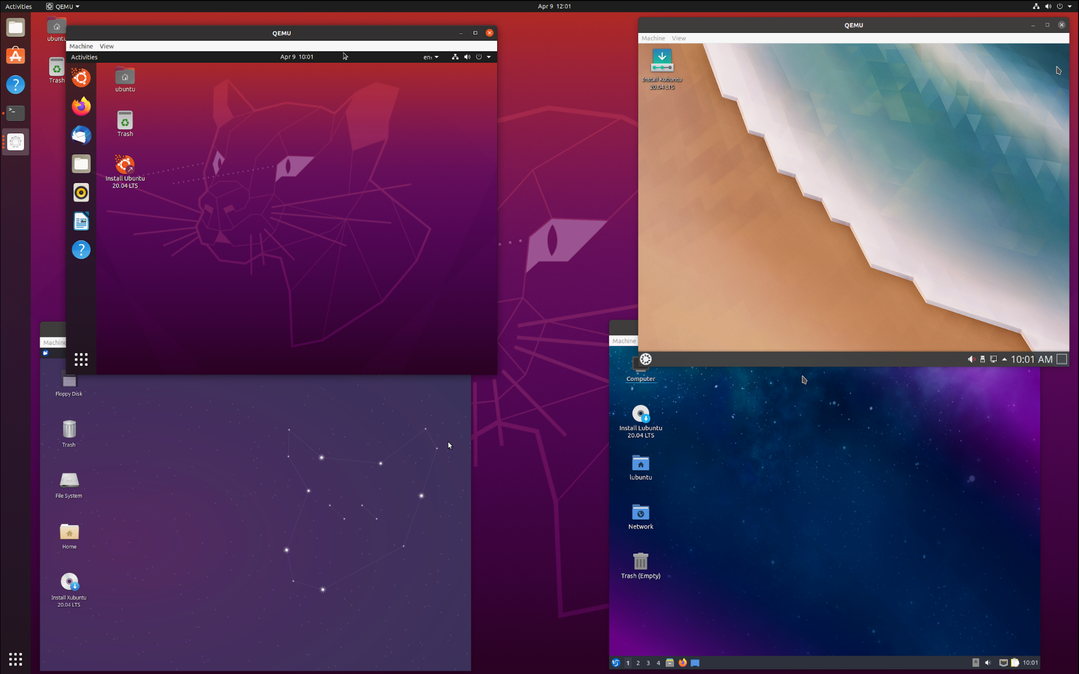 Activities
QEMU
Apr 9 12:01
ubuntu
Trash
QEMU
Machine View
Activities
Apr 9 10:01
en
ubuntu
Trash
Install Ubuntu
20.04 LTS
QEMU
Machine View
Install Kubuntu
20.04 LTS
10:01 AM
Machine
Floppy Disk
Trash
File System
Home
Install Xubuntu
20.04 LTS
Machine
Computer
Install Lubuntu
20.04 LTS
lubuntu
Network
Trash (Empty)
1 2 3 4
10:01